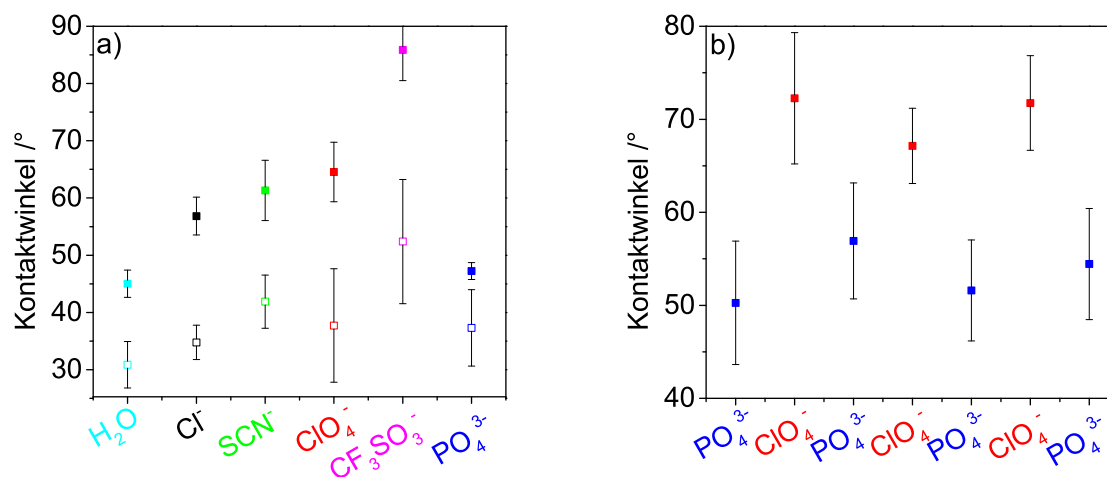 a)
Kontaktwinkel /°
90
80
70
60
50
40
30
H₂O
Cl⁻
SCN⁻
ClO₄⁻
CF₃SO₃⁻
PO₄³⁻
b)
Kontaktwinkel /°
80
70
60
50
40
PO₄³⁻
ClO₄⁻
PO₄³⁻
ClO₄⁻
PO₄³⁻
ClO₄⁻
PO₄³⁻